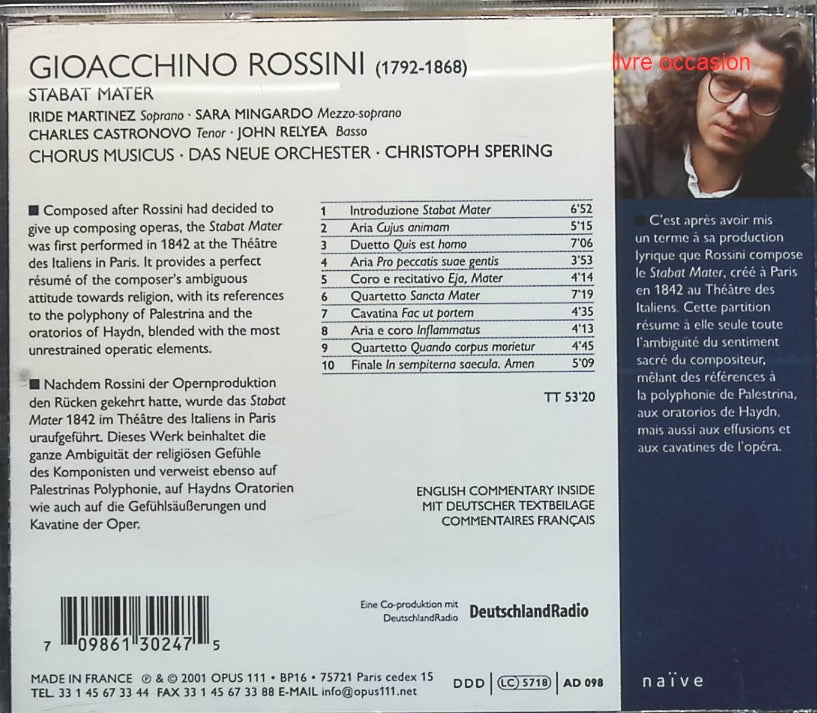 GIOACCHINO ROSSINI (1792-1868)
STABAT MATER
IRIDE MARTINEZ Soprano · SARA MINGARDO Mezzo-soprano
CHARLES CASTRONOVO Tenor · JOHN RELYEA Basso
CHORUS MUSICUS · DAS NEUE ORCHESTER · CHRISTOPH SPERING
■ Composed after Rossini had decided to
give up composing operas, the Stabat Mater
was first performed in 1842 at the Théâtre
des Italiens in Paris. It provides a perfect
résumé of the composer's ambiguous
attitude towards religion, with its references
to the polyphony of Palestrina and the
oratorios of Haydn, blended with the most
unrestrained operatic elements.
■ Nachdem Rossini der Opernproduktion
den Rücken gekehrt hatte, wurde das Stabat
Mater 1842 im Théâtre des Italiens in Paris
uraufgeführt. Dieses Werk beinhaltet die
ganze Ambiguität der religiösen Gefühle
des Komponisten und verweist ebenso auf
Palestrinas Polyphonie, auf Haydns Oratorien
wie auch auf die Gefühlsäußerungen und
Kavatine der Oper.
1 Introduzione Stabat Mater 6'52
2 Aria Cujus animam 5'15
3 Duetto Quis est homo 7'06
4 Aria Pro peccatis suae gentis 3'53
5 Coro e recitativo Eja, Mater 4'14
6 Quartetto Sancta Mater 7'19
7 Cavatina Fac ut portem 4'35
8 Aria e coro Inflammatus 4'13
9 Quartetto Quando corpus morietur 4'45
10 Finale In sempiterna saecula. Amen 5'09
TT 53'20
ENGLISH COMMENTARY INSIDE
MIT DEUTSCHER TEXTBEILAGE
COMMENTAIRES FRANÇAIS
livre occasion
■ C'est après avoir mis
un terme à sa production
lyrique que Rossini compose
le Stabat Mater, créé à Paris
en 1842 au Théâtre des
Italiens. Cette partition
résume à elle seule toute
l'ambiguïté du sentiment
sacré du compositeur,
mêlant des références à
la polyphonie de Palestrina,
aux oratorios de Haydn,
mais aussi aux effusions et
aux cavatines de l'opéra.
7 09861 30247 5
Eine Co-produktion mit
DeutschlandRadio
DeutschlandRadio
MADE IN FRANCE ℗ & © 2001 OPUS 111 • BP16 • 75721 Paris cedex 15
TEL. 33 1 45 67 33 44 FAX 33 1 45 67 33 88 E-MAIL info@opus111.net
DDD LC 5718 AD 098
naïve